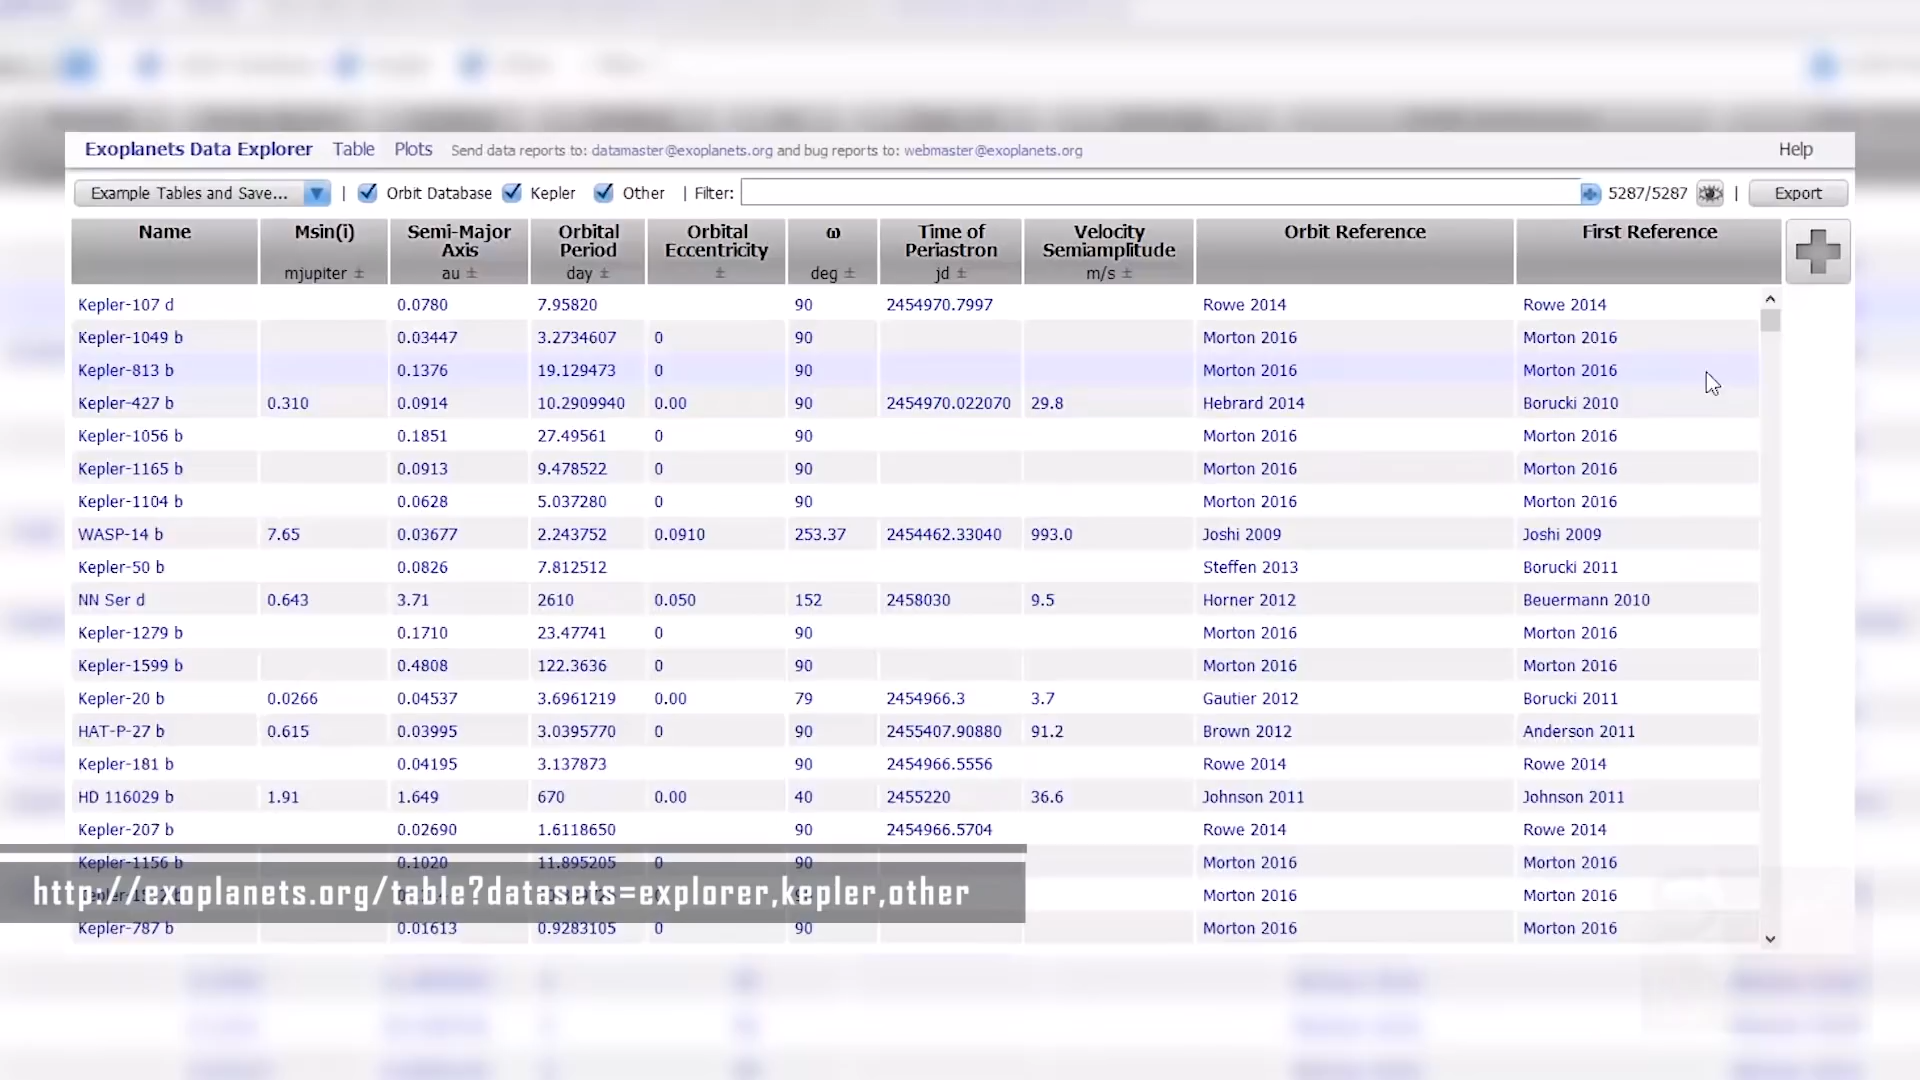 Exoplanets Data Explorer Table Plots Send data reports to: datamaster@exoplanets.org and bug reports to: webmaster@exoplanets.org Help
Example Tables and Save... | Orbit Database Kepler Other | Filter: 5287/5287 | Export
Name Msin(i) Semi-Major Axis Orbital Period Orbital Eccentricity ω Time of Periastron Velocity Semiamplitude Orbit Reference First Reference
mjupiter ± au ± day ± ± deg ± jd ± m/s ±
Kepler-107 d 0.0780 7.95820 90 2454970.7997 Rowe 2014 Rowe 2014
Kepler-1049 b 0.03447 3.2734607 0 90 Morton 2016 Morton 2016
Kepler-813 b 0.1376 19.129473 0 90 Morton 2016 Morton 2016
Kepler-427 b 0.310 0.0914 10.2909940 0.00 90 2454970.022070 29.8 Hebrard 2014 Borucki 2010
Kepler-1056 b 0.1851 27.49561 0 90 Morton 2016 Morton 2016
Kepler-1165 b 0.0913 9.478522 0 90 Morton 2016 Morton 2016
Kepler-1104 b 0.0628 5.037280 0 90 Morton 2016 Morton 2016
WASP-14 b 7.65 0.03677 2.243752 0.0910 253.37 2454462.33040 993.0 Joshi 2009 Joshi 2009
Kepler-50 b 0.0826 7.812512 Steffen 2013 Borucki 2011
NN Ser d 0.643 3.71 2610 0.050 152 2458030 9.5 Horner 2012 Beuermann 2010
Kepler-1279 b 0.1710 23.47741 0 90 Morton 2016 Morton 2016
Kepler-1599 b 0.4808 122.3636 0 90 Morton 2016 Morton 2016
Kepler-20 b 0.0266 0.04537 3.6961219 0.00 79 2454966.3 3.7 Gautier 2012 Borucki 2011
HAT-P-27 b 0.615 0.03995 3.0395770 0 90 2455407.90880 91.2 Brown 2012 Anderson 2011
Kepler-181 b 0.04195 3.137873 90 2454966.5556 Rowe 2014 Rowe 2014
HD 116029 b 1.91 1.649 670 0.00 40 2455220 36.6 Johnson 2011 Johnson 2011
Kepler-207 b 0.02690 1.6118650 90 2454966.5704 Rowe 2014 Rowe 2014
Kepler-1156 b 0.1020 11.895205 0 90 Morton 2016 Morton 2016
http://exoplanets.org/table?datasets=explorer,kepler,other
Morton 2016 Morton 2016
Kepler-787 b 0.01613 0.9283105 0 90 Morton 2016 Morton 2016